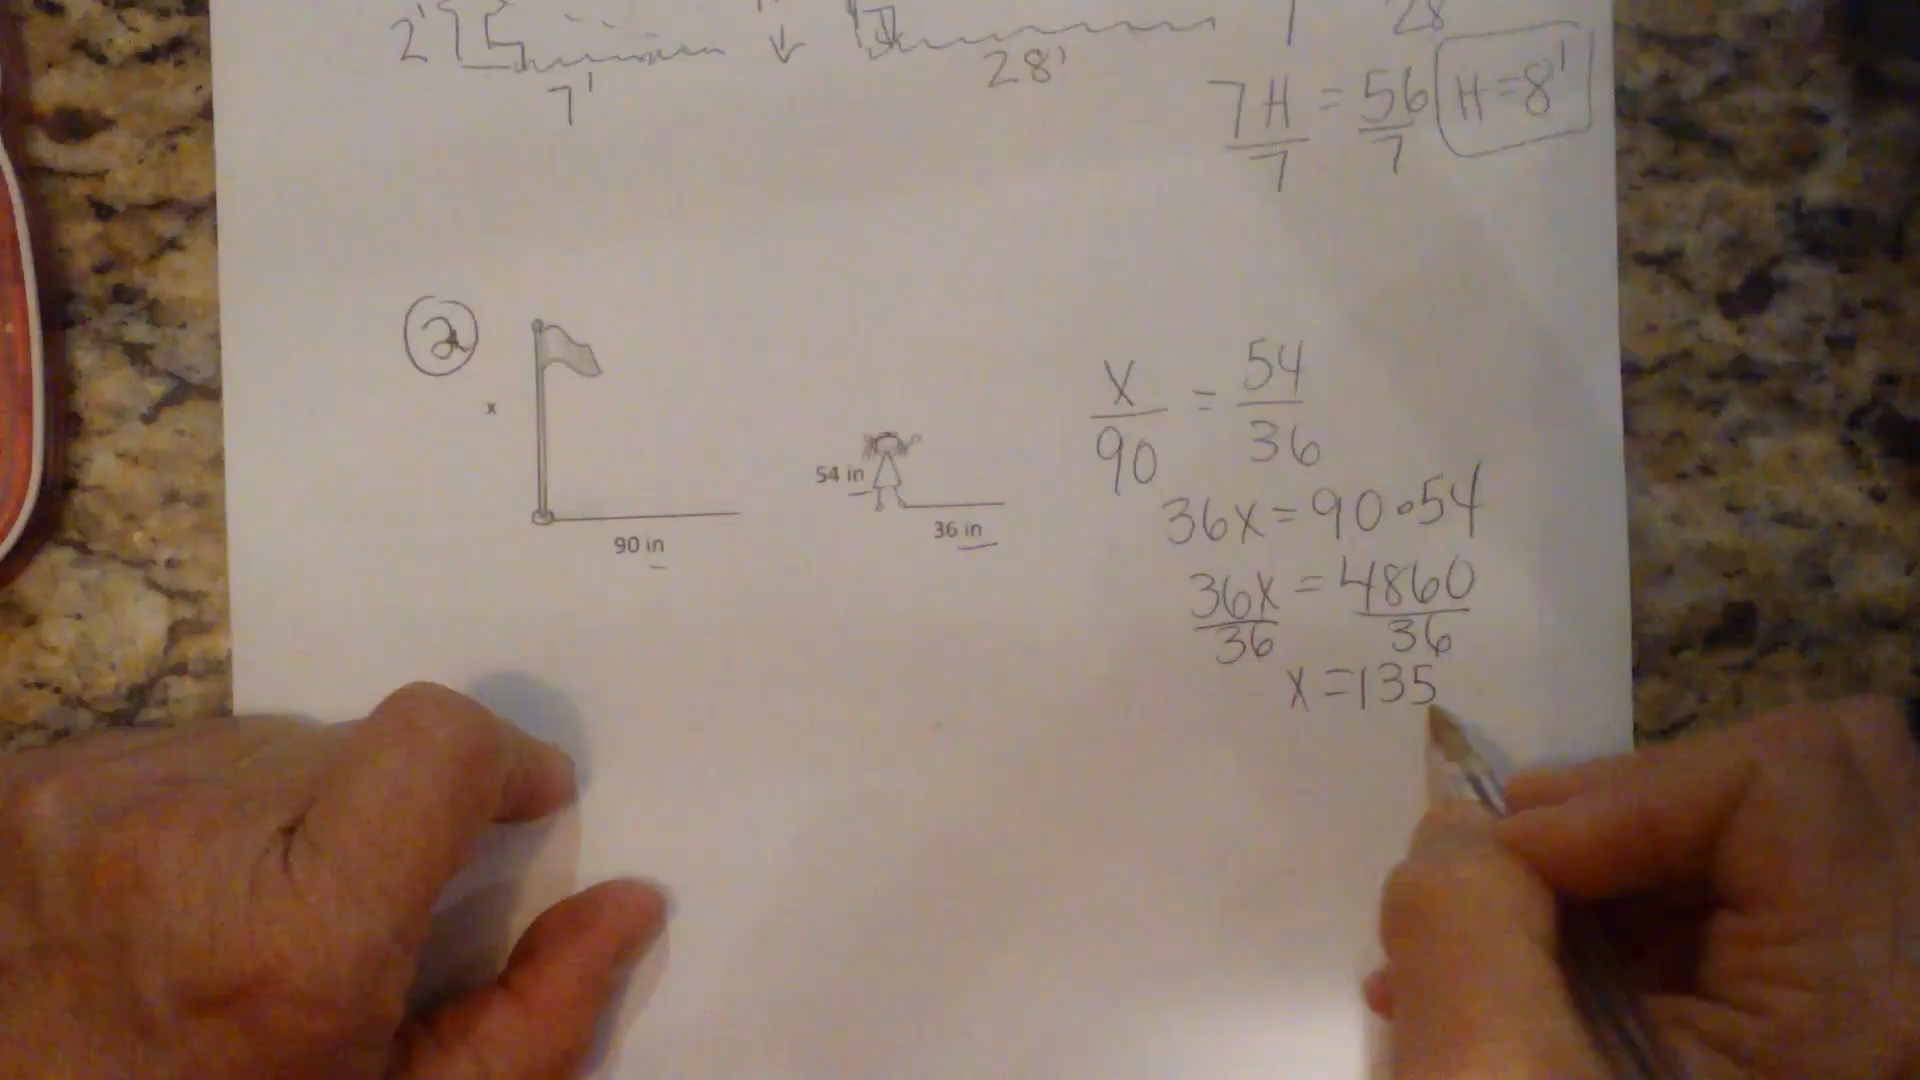 2'
7'
28'
28
7H = 56
7 7
H=8'
2
x
90 in
54 in
36 in
X = 54
90 36
36x = 90•54
36x = 4860
36 36
x = 135